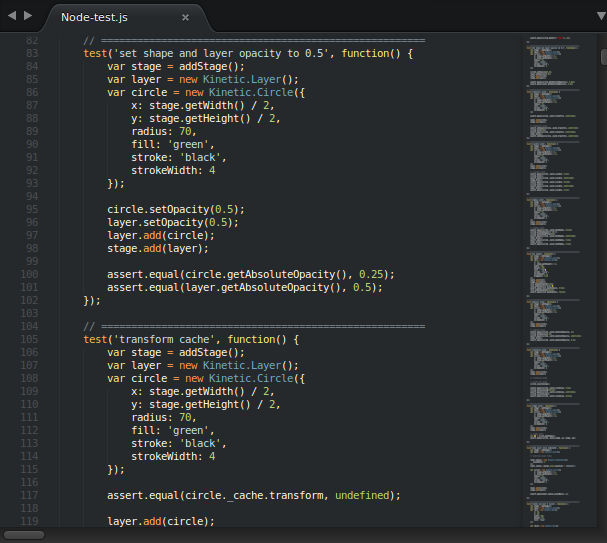 Node-test.js ×
82 // ======================================================
83 test('set shape and layer opacity to 0.5', function() {
84 var stage = addStage();
85 var layer = new Kinetic.Layer();
86 var circle = new Kinetic.Circle({
87 x: stage.getWidth() / 2,
88 y: stage.getHeight() / 2,
89 radius: 70,
90 fill: 'green',
91 stroke: 'black',
92 strokeWidth: 4
93 });
94
95 circle.setOpacity(0.5);
96 layer.setOpacity(0.5);
97 layer.add(circle);
98 stage.add(layer);
99
100 assert.equal(circle.getAbsoluteOpacity(), 0.25);
101 assert.equal(layer.getAbsoluteOpacity(), 0.5);
102 });
103
104 // ======================================================
105 test('transform cache', function() {
106 var stage = addStage();
107 var layer = new Kinetic.Layer();
108 var circle = new Kinetic.Circle({
109 x: stage.getWidth() / 2,
110 y: stage.getHeight() / 2,
111 radius: 70,
112 fill: 'green',
113 stroke: 'black',
114 strokeWidth: 4
115 });
116
117 assert.equal(circle._cache.transform, undefined);
118
119 layer.add(circle);